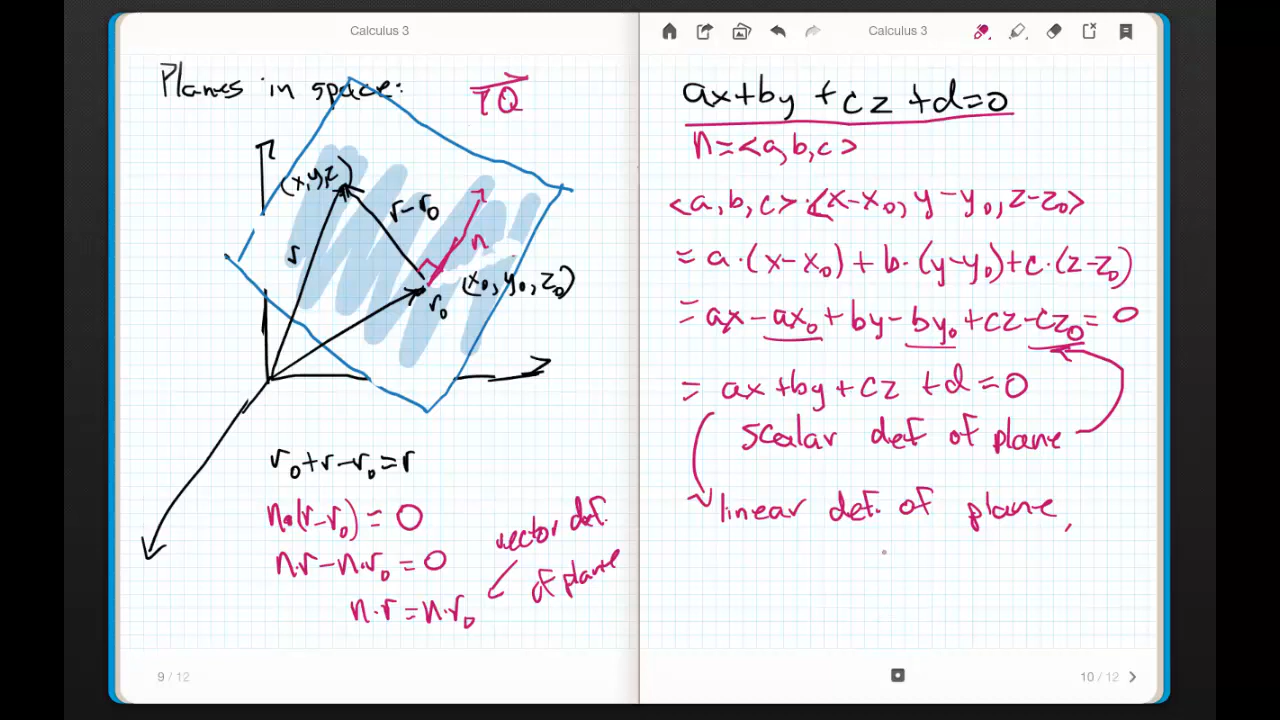 Calculus 3
Planes in space:
PQ
(x,y,z)
r
r-r₀
n
(x₀, y₀, z₀)
r₀
r₀+r-r₀=r
n•(r-r₀) = 0
n·r-n·r₀ = 0
n·r=n·r₀
vector def.
of plane
9 / 12
Calculus 3
ax+by+cz+d=0
n=<a,b,c>
<a,b,c>·<x-x₀, y-y₀, z-z₀>
= a·(x-x₀)+b·(y-y₀)+c·(z-z₀)
= ax-ax₀+by-by₀+cz-cz₀=0
= ax+by+cz+d=0
scalar def of plane
linear def. of plane,
10 / 12